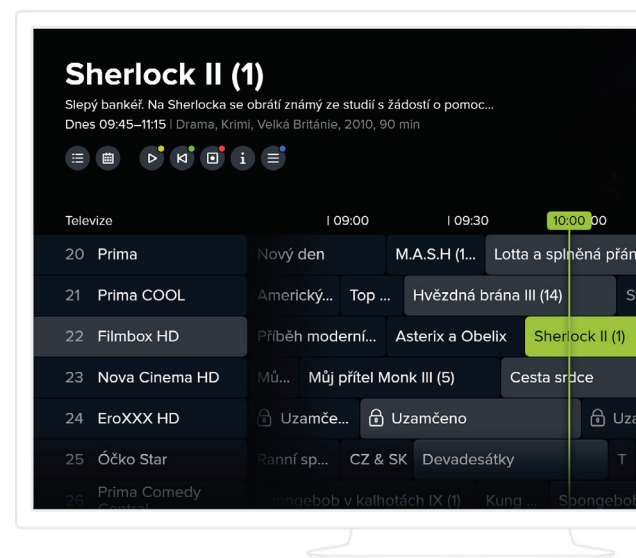 Sherlock II (1)
Slepý bankéř. Na Sherlocka se obrátí známý ze studií s žádostí o pomoc...
Dnes 09:45–11:15 | Drama, Krimi, Velká Británie, 2010, 90 min
Televize | 09:00 | 09:30 10:00 00
20 Prima Nový den M.A.S.H (1... Lotta a splněná přán
21 Prima COOL Americký... Top ... Hvězdná brána III (14) S
22 Filmbox HD Příběh moderní... Asterix a Obelix Sherlock II (1)
23 Nova Cinema HD Mů... Můj přítel Monk III (5) Cesta srdce
24 EroXXX HD Uzamče... Uzamčeno Uza
25 Óčko Star Ranní sp... CZ & SK Devadesátky T
26 Prima Comedy Central Spongebob v kalhotách IX (1) Kung ... Spongebob